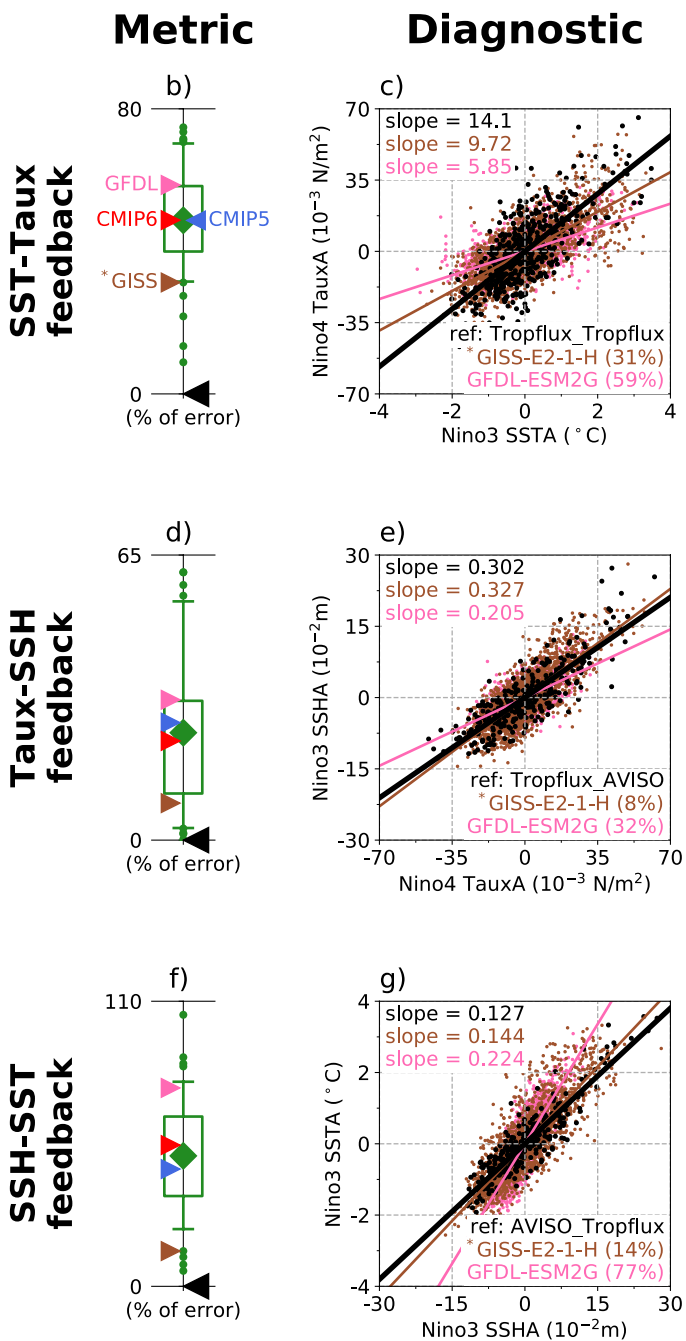 Metric
Diagnostic
SST-Taux
feedback
b)
80
GFDL
CMIP6
CMIP5
*GISS
0
(% of error)
c)
70
35
0
-35
-70
Nino4 TauxA (10⁻³ N/m²)
slope = 14.1
slope = 9.72
slope = 5.85
ref: Tropflux_Tropflux
*GISS-E2-1-H (31%)
GFDL-ESM2G (59%)
-4 -2 0 2 4
Nino3 SSTA (°C)
Taux-SSH
feedback
d)
65
0
(% of error)
e)
30
15
0
-15
-30
Nino3 SSHA (10⁻²m)
slope = 0.302
slope = 0.327
slope = 0.205
ref: Tropflux_AVISO
*GISS-E2-1-H (8%)
GFDL-ESM2G (32%)
-70 -35 0 35 70
Nino4 TauxA (10⁻³ N/m²)
SSH-SST
feedback
f)
110
0
(% of error)
g)
4
2
0
-2
-4
Nino3 SSTA (°C)
slope = 0.127
slope = 0.144
slope = 0.224
ref: AVISO_Tropflux
*GISS-E2-1-H (14%)
GFDL-ESM2G (77%)
-30 -15 0 15 30
Nino3 SSHA (10⁻²m)